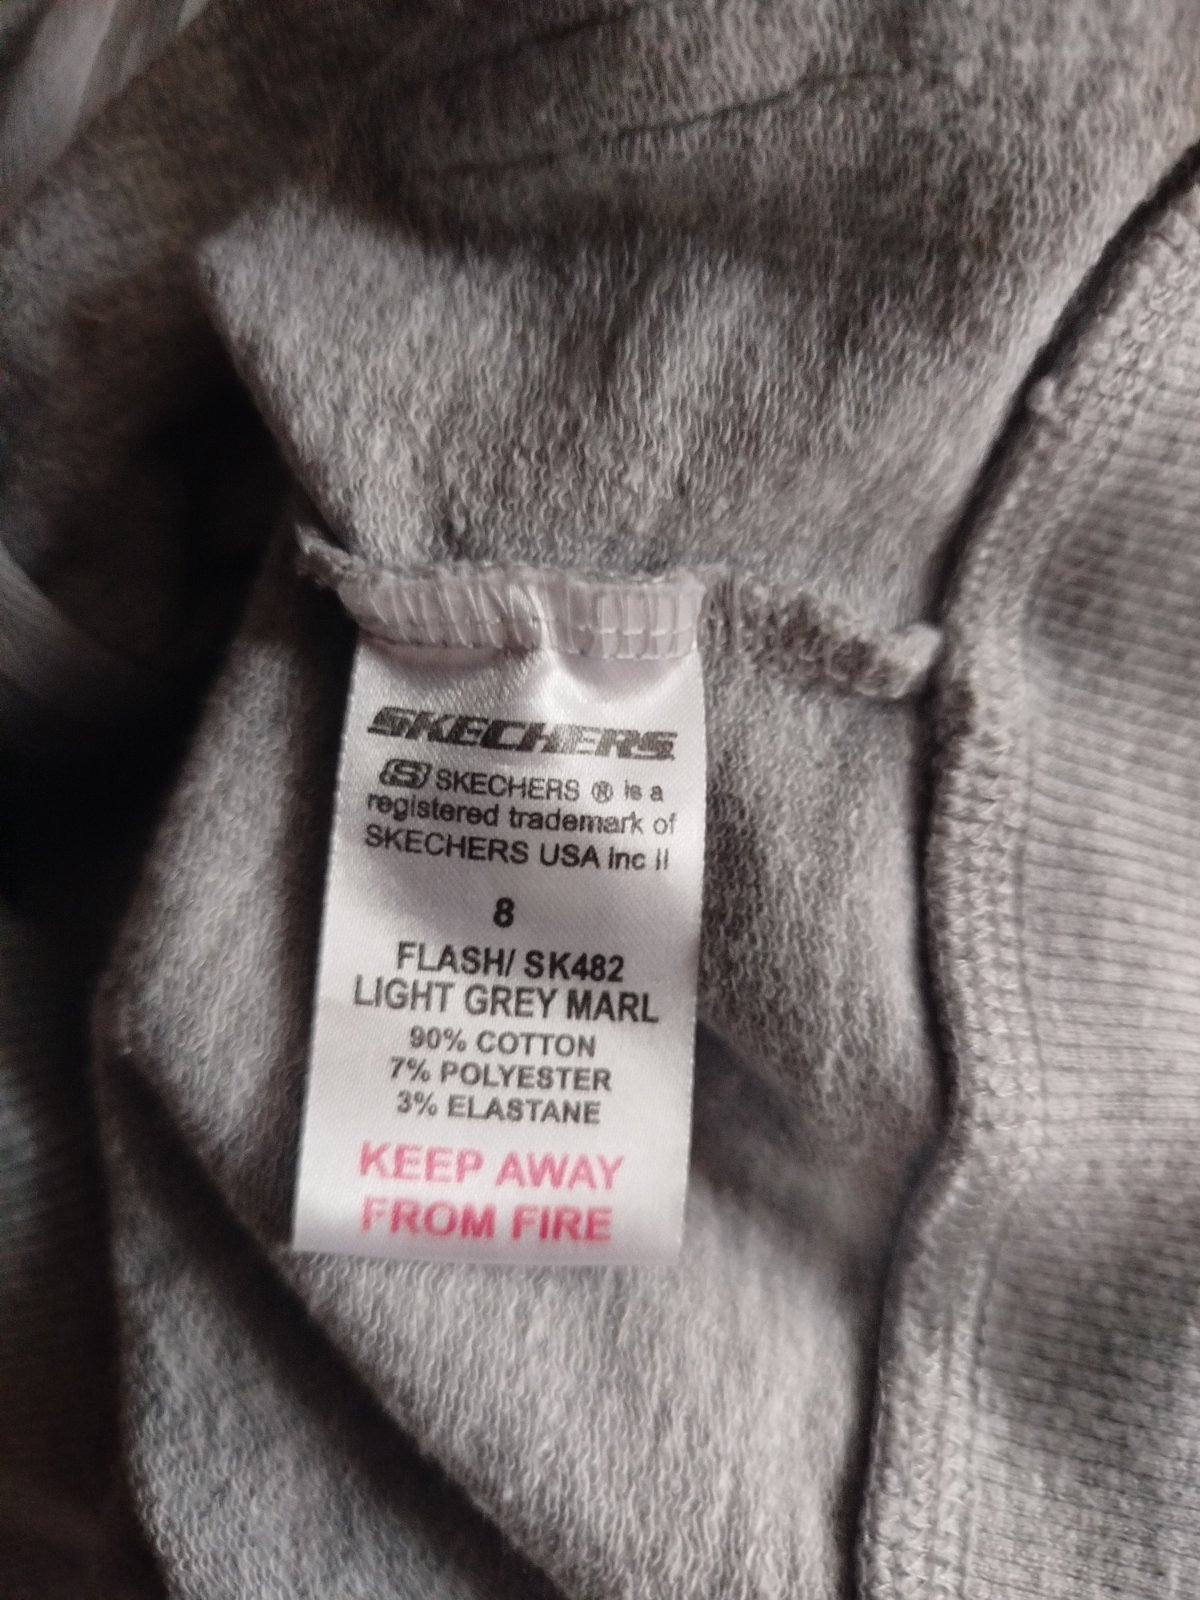 SKECHERS
S SKECHERS ® is a
registered trademark of
SKECHERS USA Inc II
8
FLASH/ SK482
LIGHT GREY MARL
90% COTTON
7% POLYESTER
3% ELASTANE
KEEP AWAY
FROM FIRE